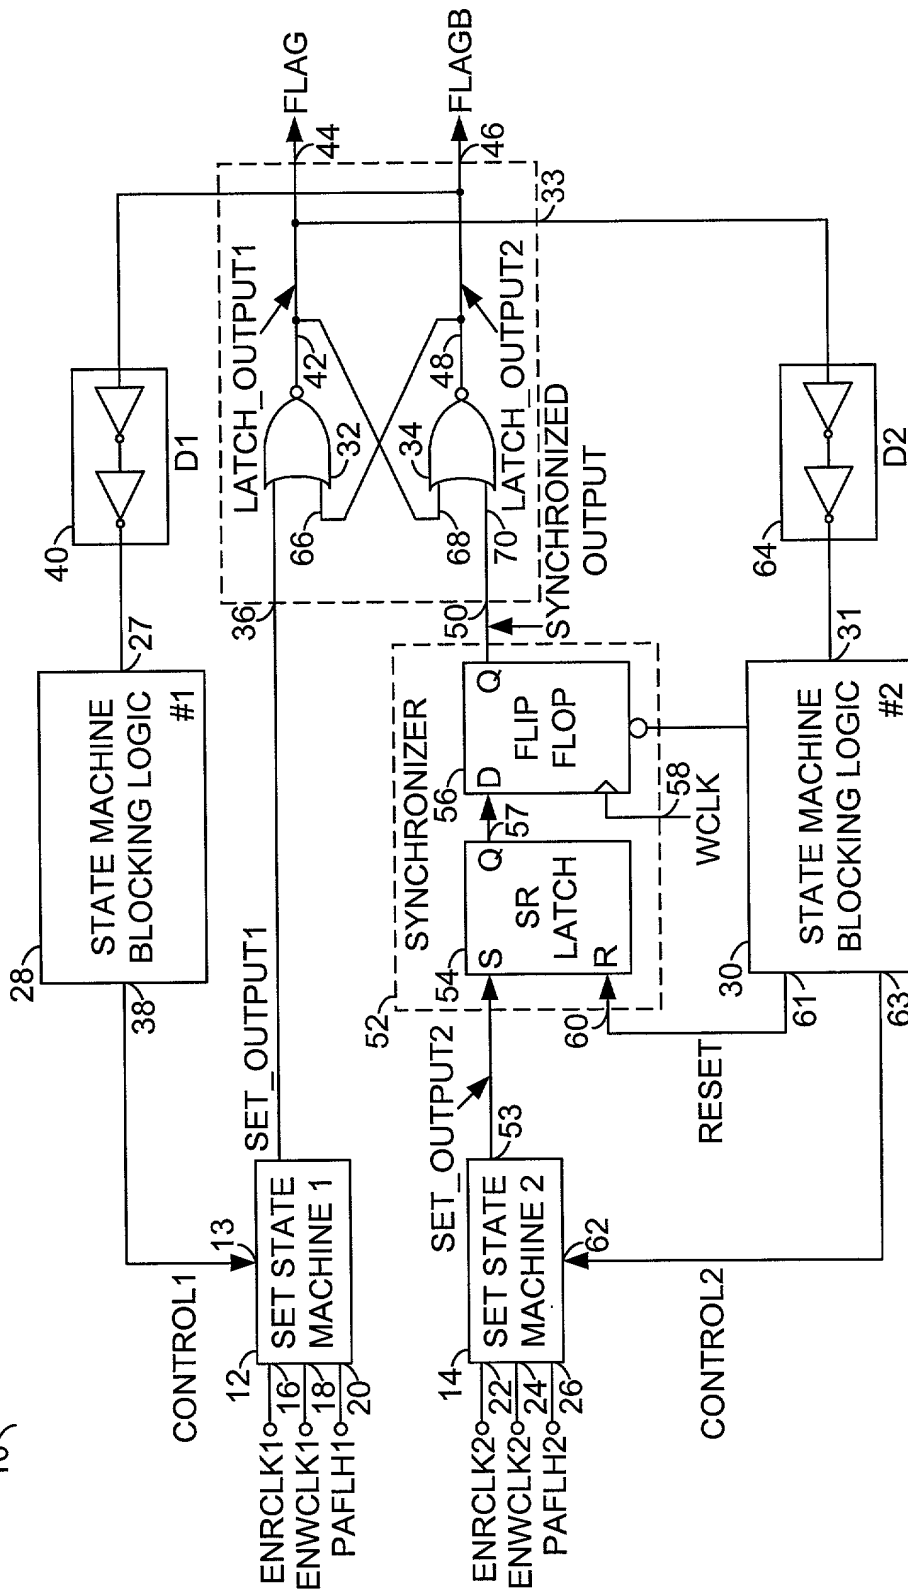 40
D1
27
28
STATE MACHINE
BLOCKING LOGIC
#1
38
CONTROL1
13
12
SET STATE
MACHINE 1
ENRCLK1
16
ENWCLK1
18
PAFLH1
20
SET_OUTPUT1
36
LATCH_OUTPUT1
32
42
66
FLAG
44
FLAGB
46
33
34
48
68
70
LATCH_OUTPUT2
50
SYNCHRONIZED
OUTPUT
SYNCHRONIZER
52
54
S
Q
SR
LATCH
R
57
56
D
Q
FLIP
FLOP
58
WCLK
60
SET_OUTPUT2
53
14
SET STATE
MACHINE 2
ENRCLK2
22
ENWCLK2
24
PAFLH2
26
62
CONTROL2
RESET
61
63
30
STATE MACHINE
BLOCKING LOGIC
#2
31
64
D2